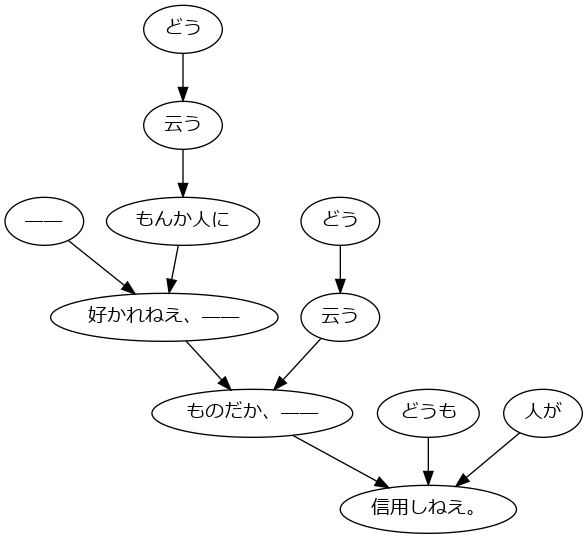 どう
云う
—— もんか人に どう
好かれねえ、—— 云う
ものだか、—— どうも 人が
信用しねえ。